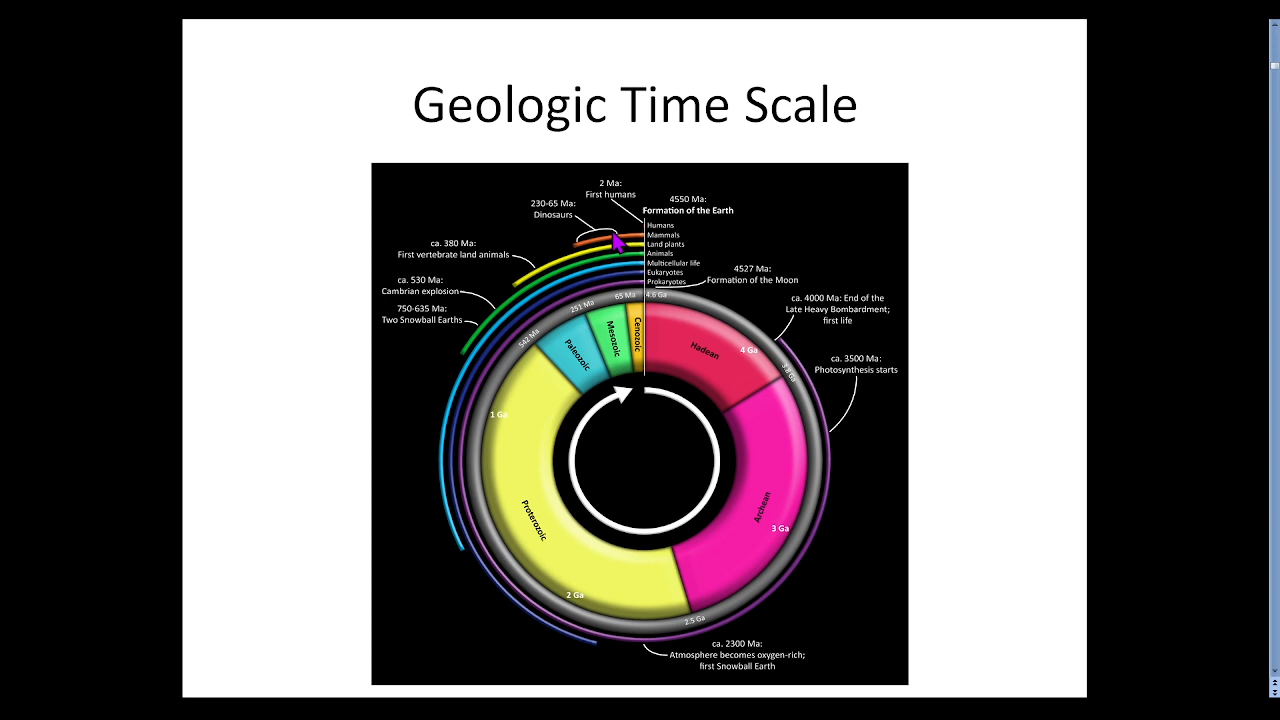 Geologic Time Scale
2 Ma:
First humans
230-65 Ma:
Dinosaurs
4550 Ma:
Formation of the Earth
Humans
Mammals
Land plants
Animals
Multicellular life
Eukaryotes
Prokaryotes
ca. 380 Ma:
First vertebrate land animals
ca. 530 Ma:
Cambrian explosion
750-635 Ma:
Two Snowball Earths
4527 Ma:
Formation of the Moon
ca. 4000 Ma: End of the
Late Heavy Bombardment;
first life
ca. 3500 Ma:
Photosynthesis starts
542 Ma
251 Ma
65 Ma
4.6 Ga
Paleozoic
Mesozoic
Cenozoic
Hadean
4 Ga
3.8 Ga
1 Ga
Proterozoic
Archean
3 Ga
2 Ga
2.5 Ga
ca. 2300 Ma:
Atmosphere becomes oxygen-rich;
first Snowball Earth